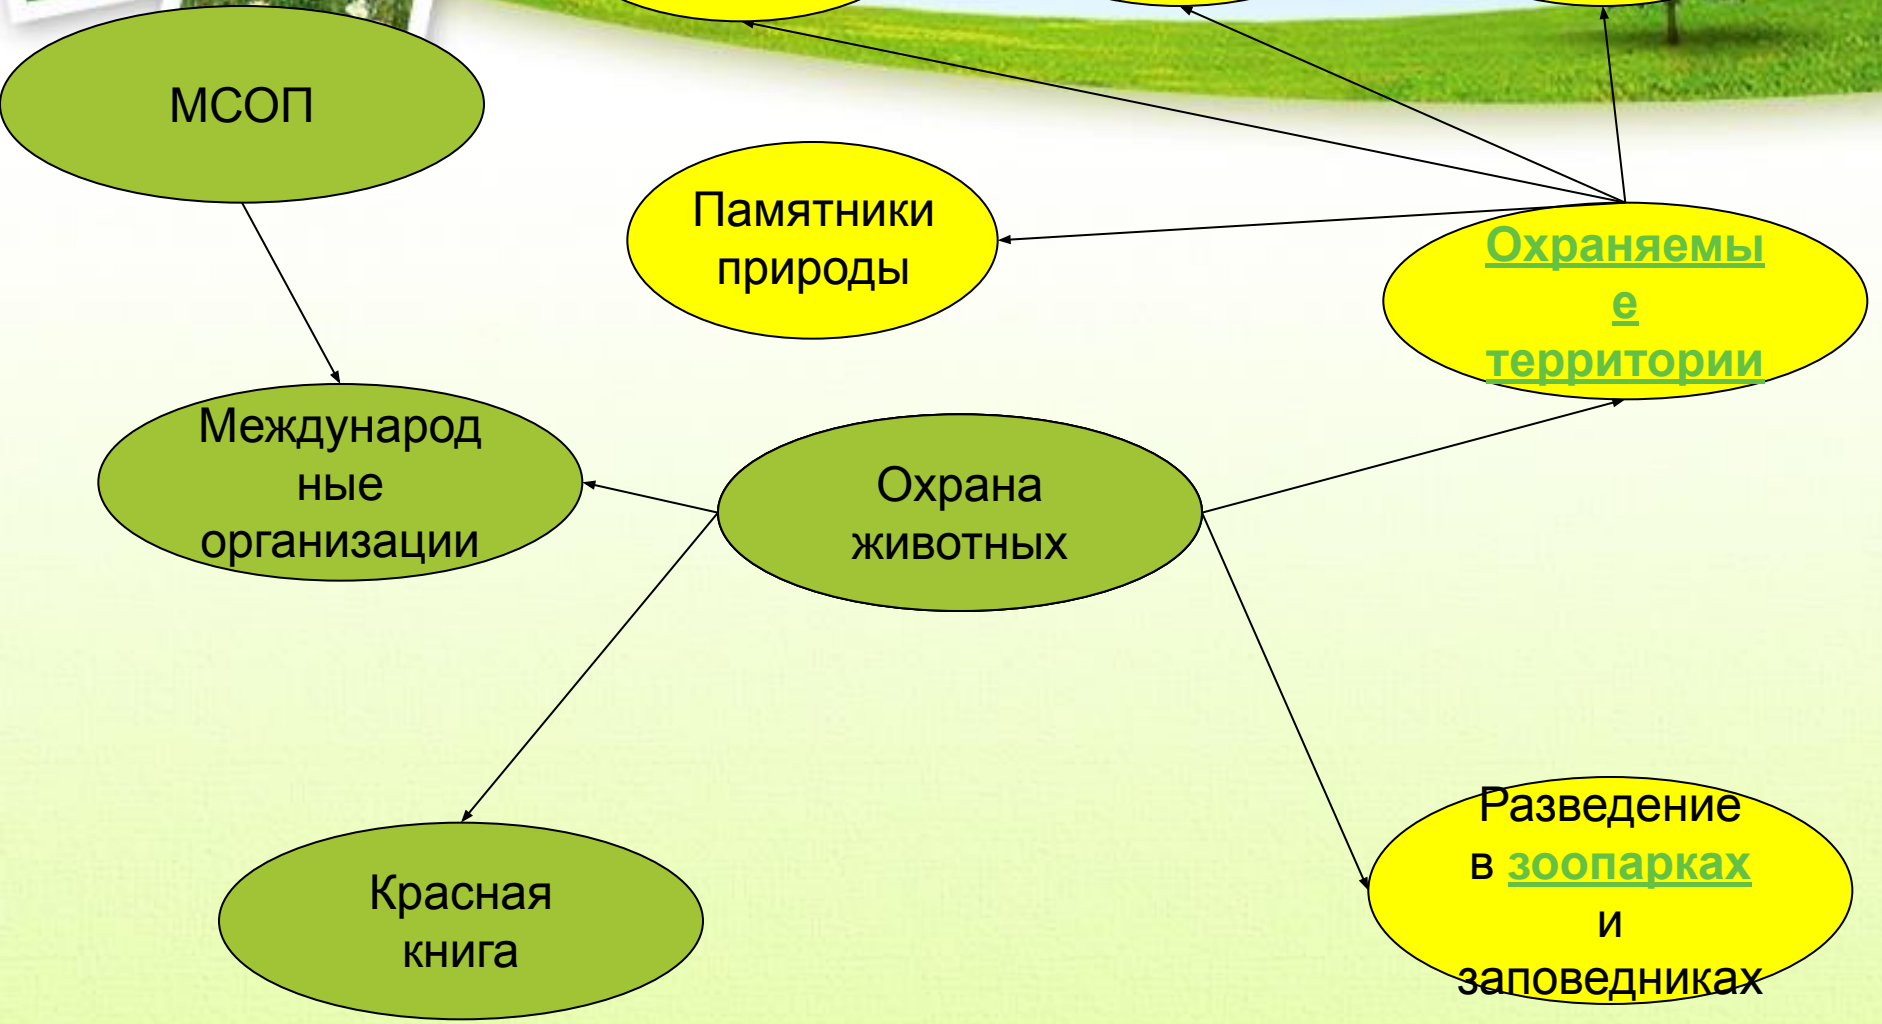 МСОП
Памятники
природы
Охраняемы
е
территории
Международ
ные
организации
Охрана
животных
Красная
книга
Разведение
в зоопарках
и
заповедниках